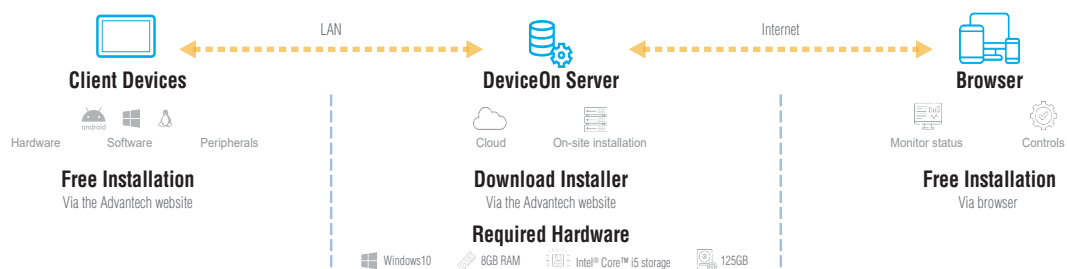 LAN
Internet
Client Devices
DeviceOn Server
Browser
android
Hardware
Software
Peripherals
Cloud
On-site installation
Monitor status
Controls
Free Installation
Via the Advantech website
Download Installer
Via the Advantech website
Free Installation
Via browser
Required Hardware
Windows10
8GB RAM
Intel® Core™ i5 storage
125GB